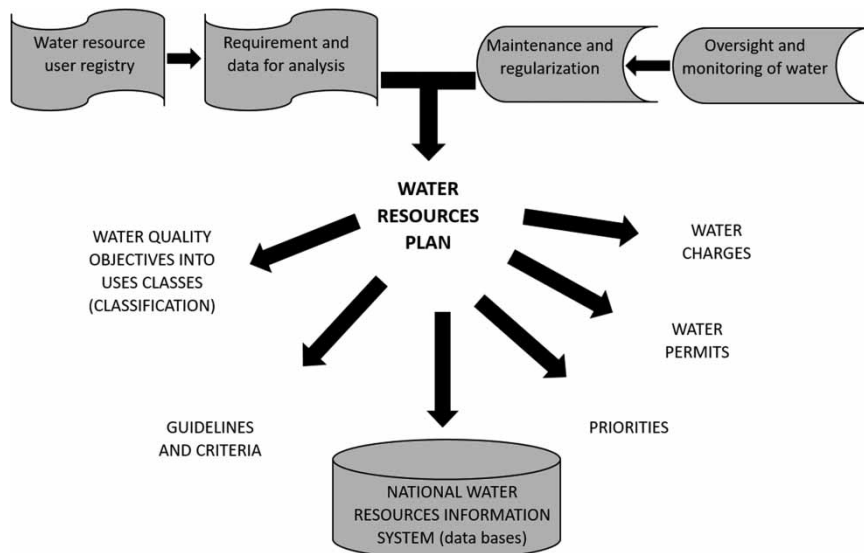 Water resource
user registry
Requirement and
data for analysis
Maintenance and
regularization
Oversight and
monitoring of water
WATER
RESOURCES
PLAN
WATER QUALITY
OBJECTIVES INTO
USES CLASSES
(CLASSIFICATION)
WATER
CHARGES
WATER
PERMITS
GUIDELINES
AND CRITERIA
PRIORITIES
NATIONAL WATER
RESOURCES INFORMATION
SYSTEM (data bases)